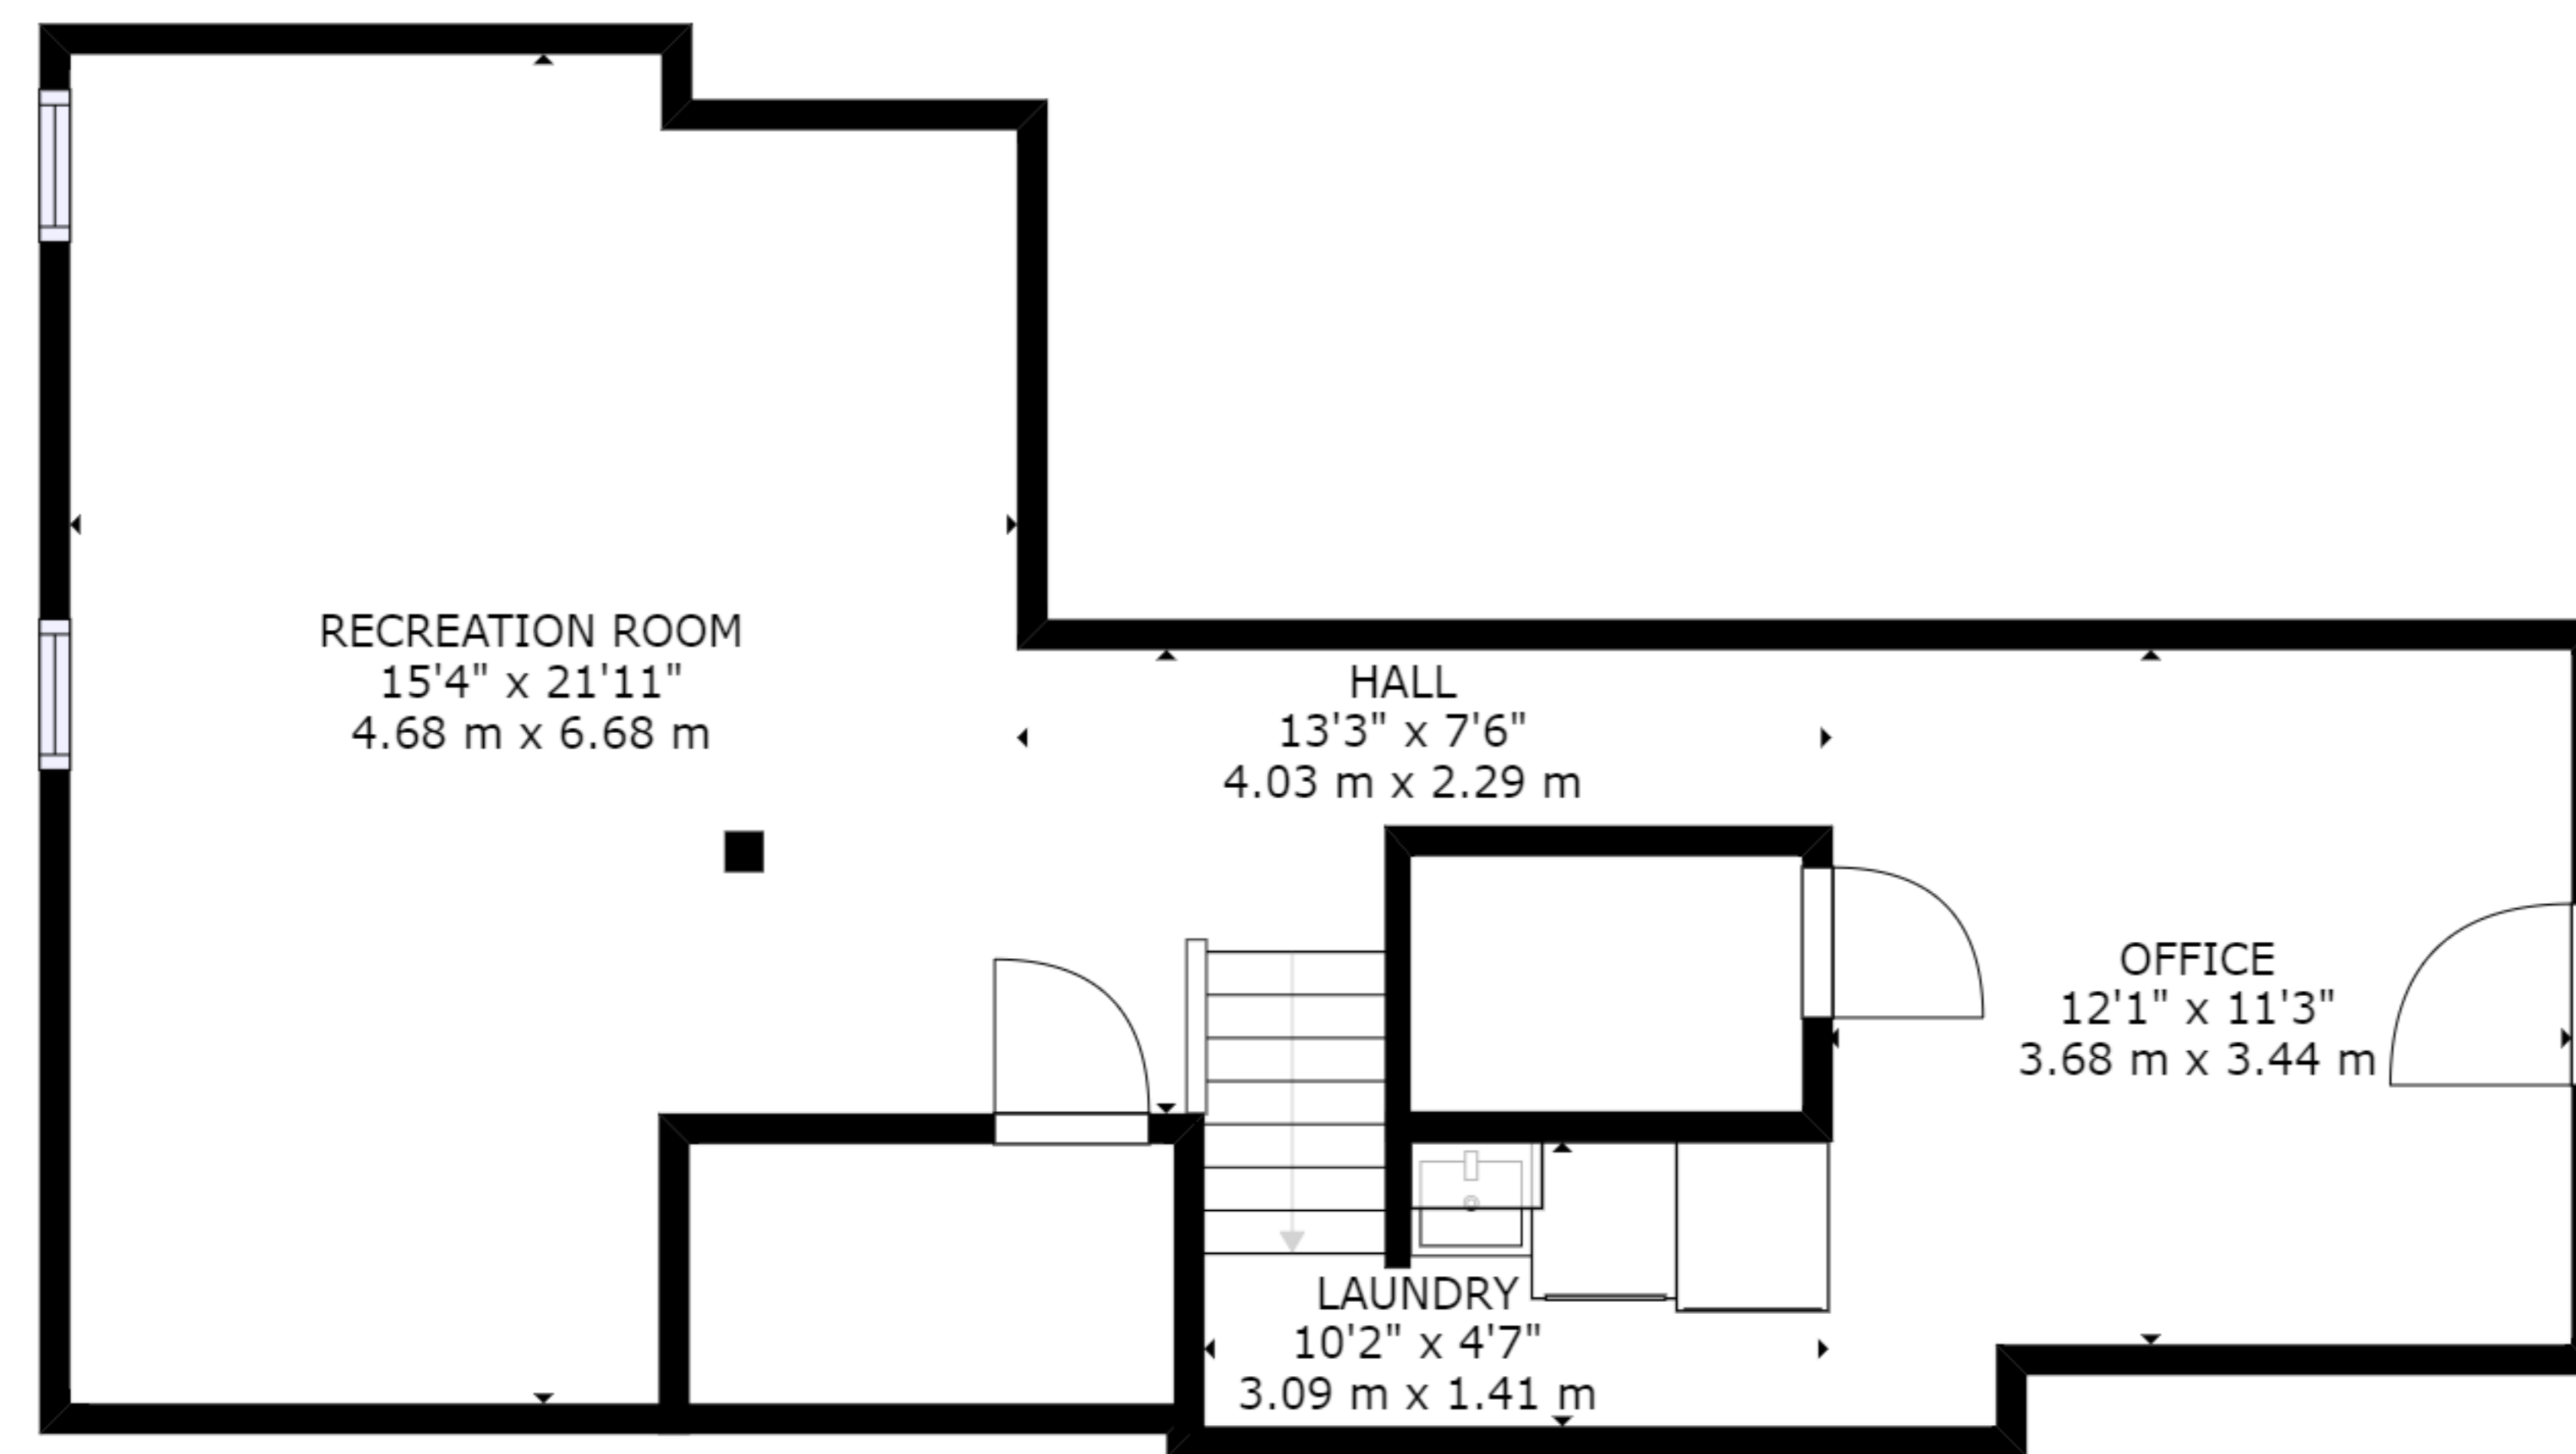 RECREATION ROOM
15'4" x 21'11"
4.68 m x 6.68 m
HALL
13'3" x 7'6"
4.03 m x 2.29 m
OFFICE
12'1" x 11'3"
3.68 m x 3.44 m
LAUNDRY
10'2" x 4'7"
3.09 m x 1.41 m